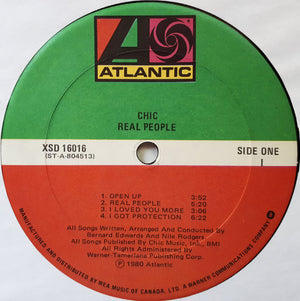 ATLANTIC
CHIC
REAL PEOPLE
XSD 16016
(ST-A-804513)
SIDE ONE
1. OPEN UP 3:52
2. REAL PEOPLE 5:20
3. I LOVED YOU MORE 3:06
4. I GOT PROTECTION 6:22
All Songs Written, Arranged And Conducted by
Bernard Edwards And Nile Rodgers
All Songs Published By Chic Music, Inc., BMI
All Rights Administered By
Warner-Tamerlane Publishing Corp.
℗ 1980 Atlantic
MANUFACTURED AND DISTRIBUTED BY WEA MUSIC OF CANADA, LTD. A WARNER COMMUNICATIONS COMPANY